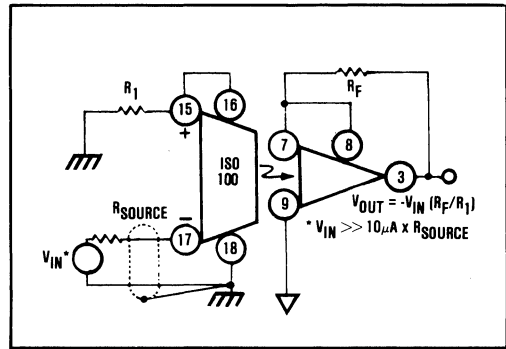 R1
15
16
+
ISO
100
RSOURCE
−
17
18
VIN*
RF
7
8
9
3
VOUT = -VIN (RF/R1)
* VIN >> 10μA x RSOURCE